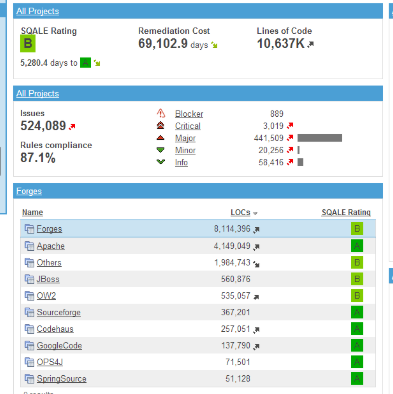 All Projects
SQALE Rating Remediation Cost Lines of Code
B 69,102.9 days 10,637K
5,280.4 days to A
All Projects
Issues
524,089
Rules compliance
87.1%
Blocker 889
Critical 3,019
Major 441,509
Minor 20,256
Info 58,416
Forges
Name LOCs SQALE Rating
Forges 8,114,396 B
Apache 4,149,049 A
Others 1,984,743 B
JBoss 560,876 B
OW2 535,057 B
Sourceforge 367,201 A
Codehaus 257,051 A
GoogleCode 137,790 A
OPS4J 71,501 A
SpringSource 51,128 A